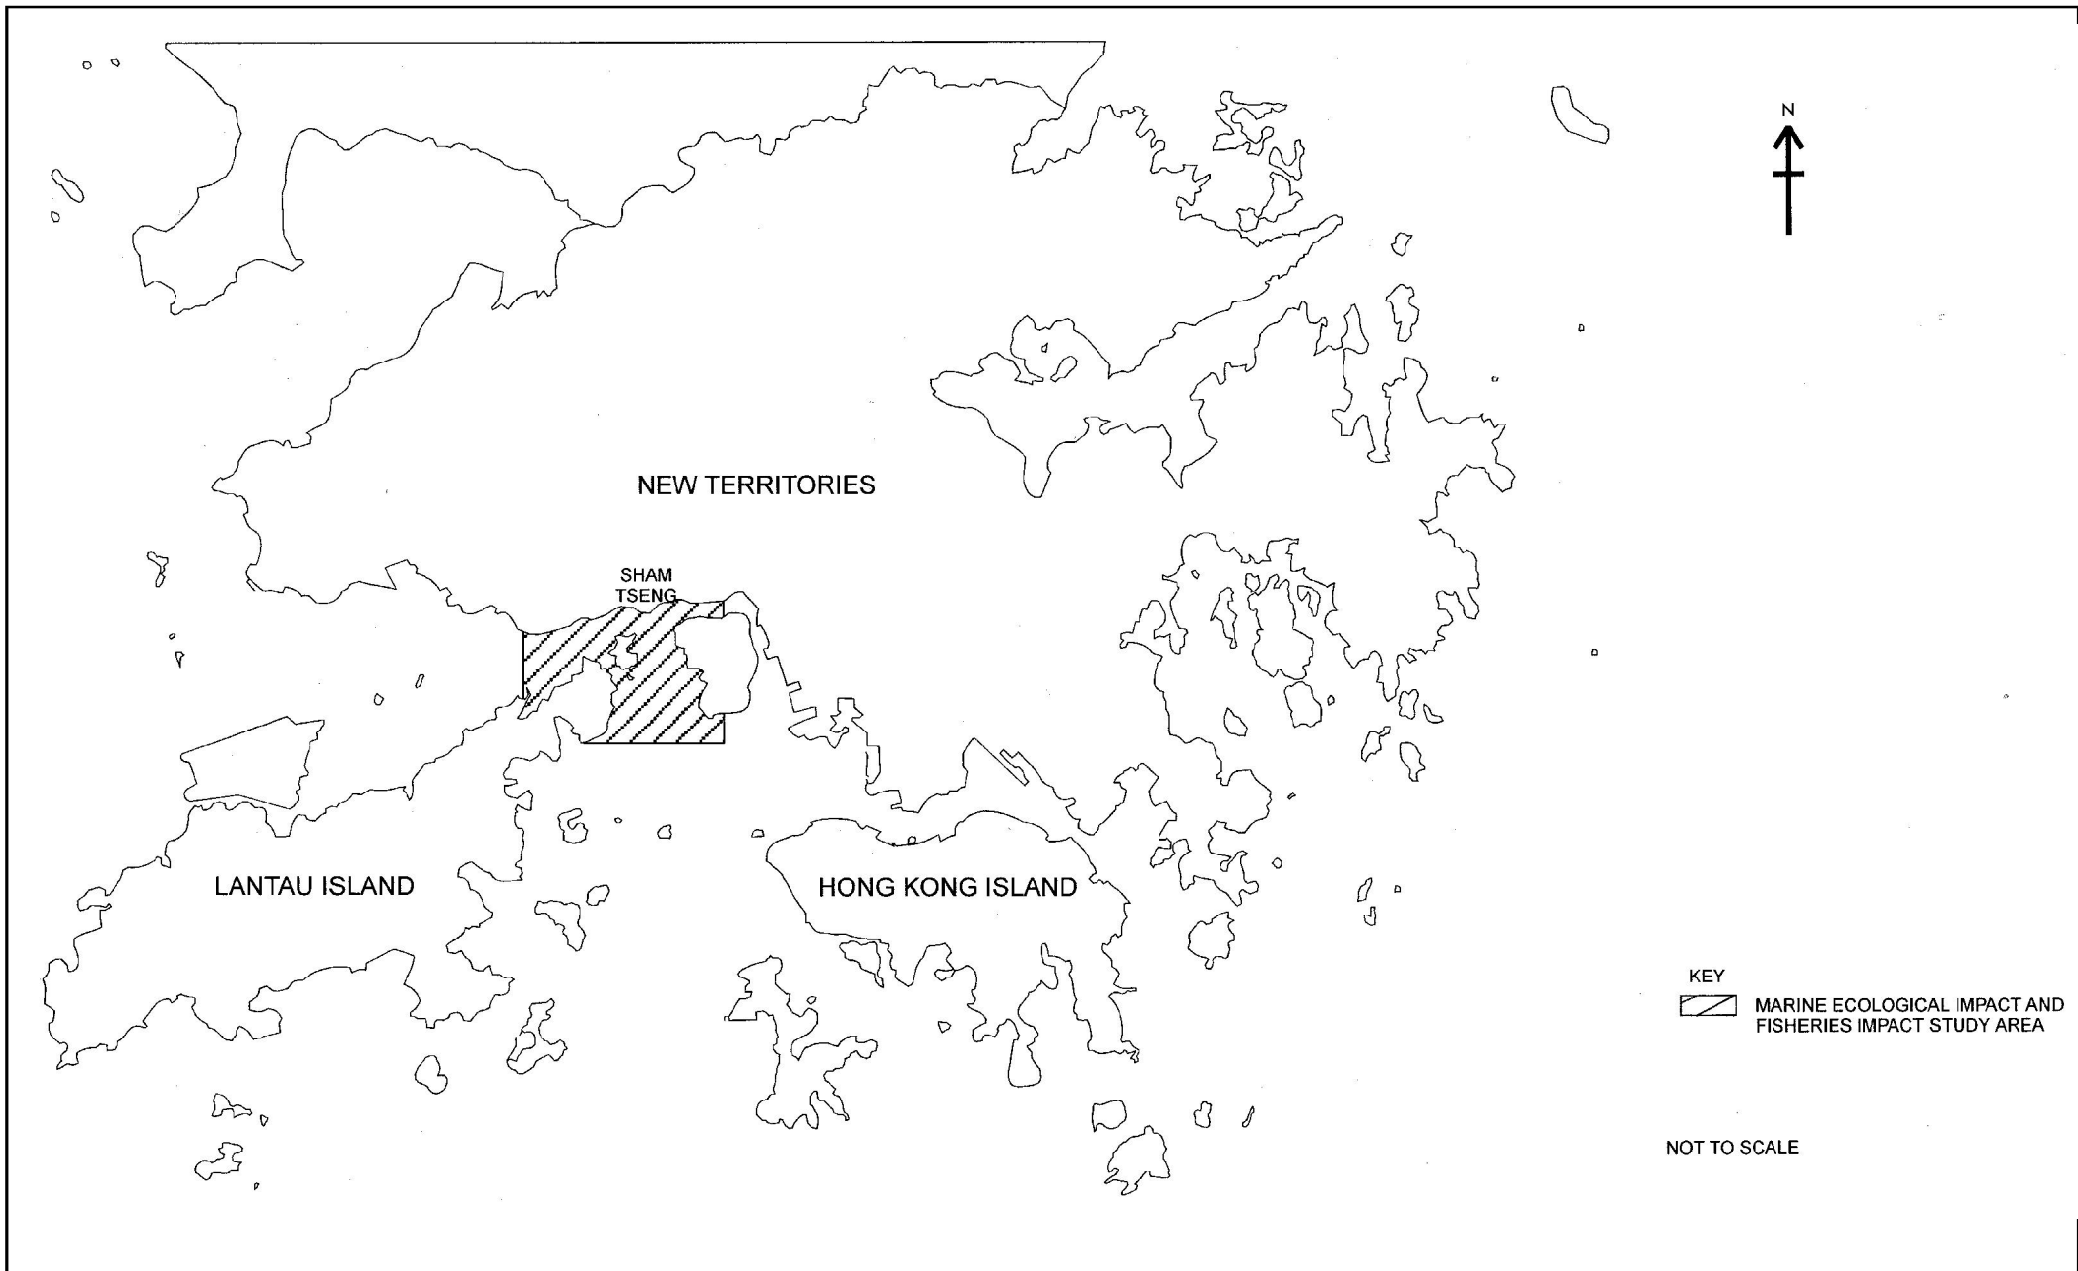 N
NEW TERRITORIES
SHAM
TSENG
LANTAU ISLAND
HONG KONG ISLAND
KEY
MARINE ECOLOGICAL IMPACT AND
FISHERIES IMPACT STUDY AREA
NOT TO SCALE